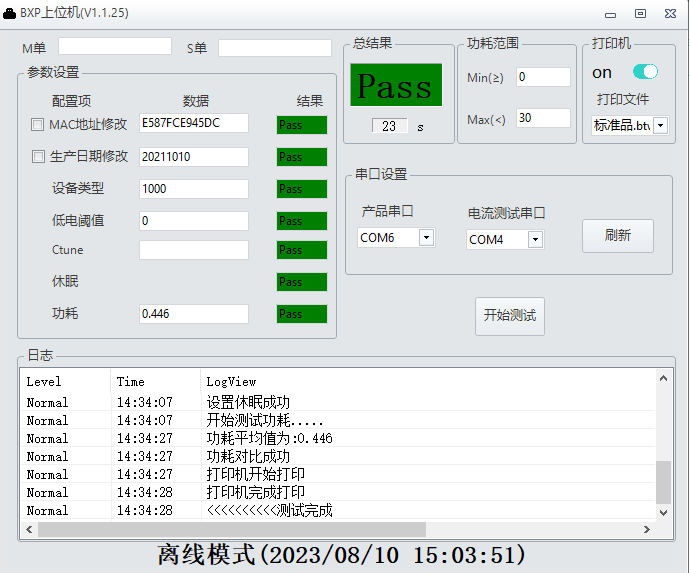 BXP上位机(V1.1.25)
M单 S单
参数设置
配置项 数据 结果
MAC地址修改 E587FCE945DC Pass
生产日期修改 20211010 Pass
设备类型 1000 Pass
低电阈值 0 Pass
Ctune Pass
休眠 Pass
功耗 0.446 Pass
总结果
Pass
23 s
功耗范围
Min(≥) 0
Max(<) 30
打印机
on
打印文件
标准品.btw
串口设置
产品串口 电流测试串口
COM6 COM4 刷新
开始测试
日志
Level Time LogView
Normal 14:34:07 设置休眠成功
Normal 14:34:07 开始测试功耗.....
Normal 14:34:27 功耗平均值为:0.446
Normal 14:34:27 功耗对比成功
Normal 14:34:27 打印机开始打印
Normal 14:34:28 打印机完成打印
Normal 14:34:28 <<<<<<<<<<测试完成
离线模式(2023/08/10 15:03:51)